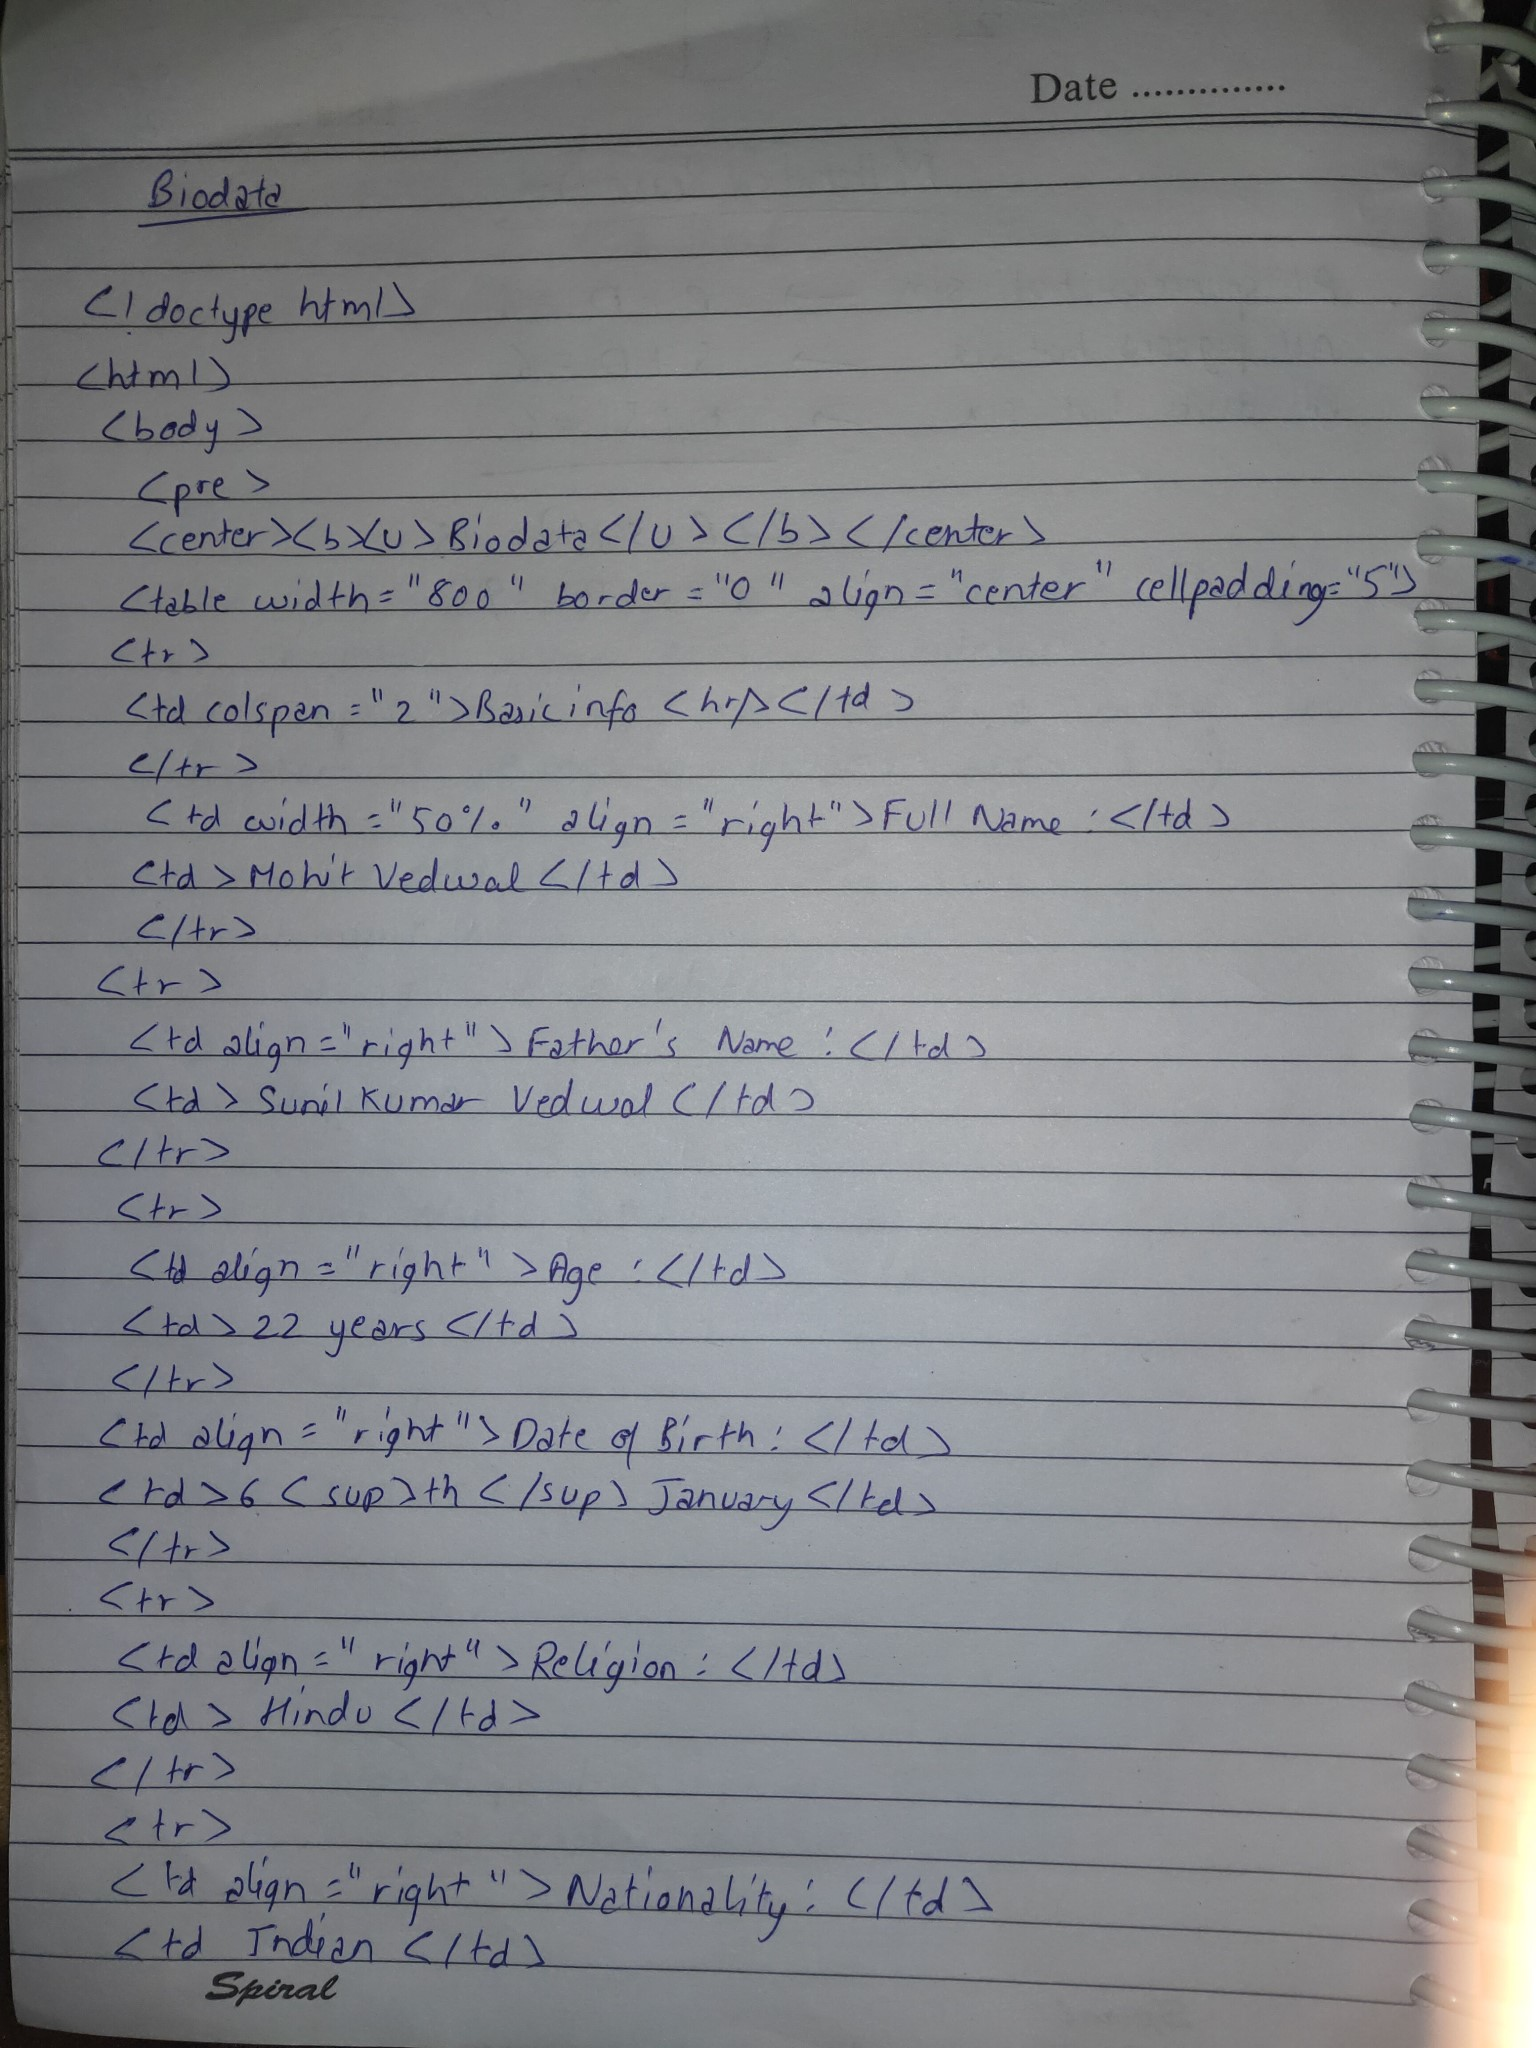 Date ..............
Biodata
<!doctype html>
<html>
<body>
<pre>
<center><b><u>Biodata</u></b></center>
<table width="800" border="0" align="center" cellpadding="5">
<tr>
<td colspan="2">Basic info <hr/></td>
</tr>
<td width="50%" align="right">Full Name :</td>
<td>Mohit Vedwal</td>
</tr>
<tr>
<td align="right">Father's Name :</td>
<td>Sunil Kumar Vedwal</td>
</tr>
<tr>
<td align="right">Age :</td>
<td>22 years</td>
</tr>
<td align="right">Date of Birth :</td>
<td>6<sup>th</sup> January</td>
</tr>
<tr>
<td align="right">Religion :</td>
<td>Hindu</td>
</tr>
<tr>
<td align="right">Nationality :</td>
<td Indian</td>
Spiral